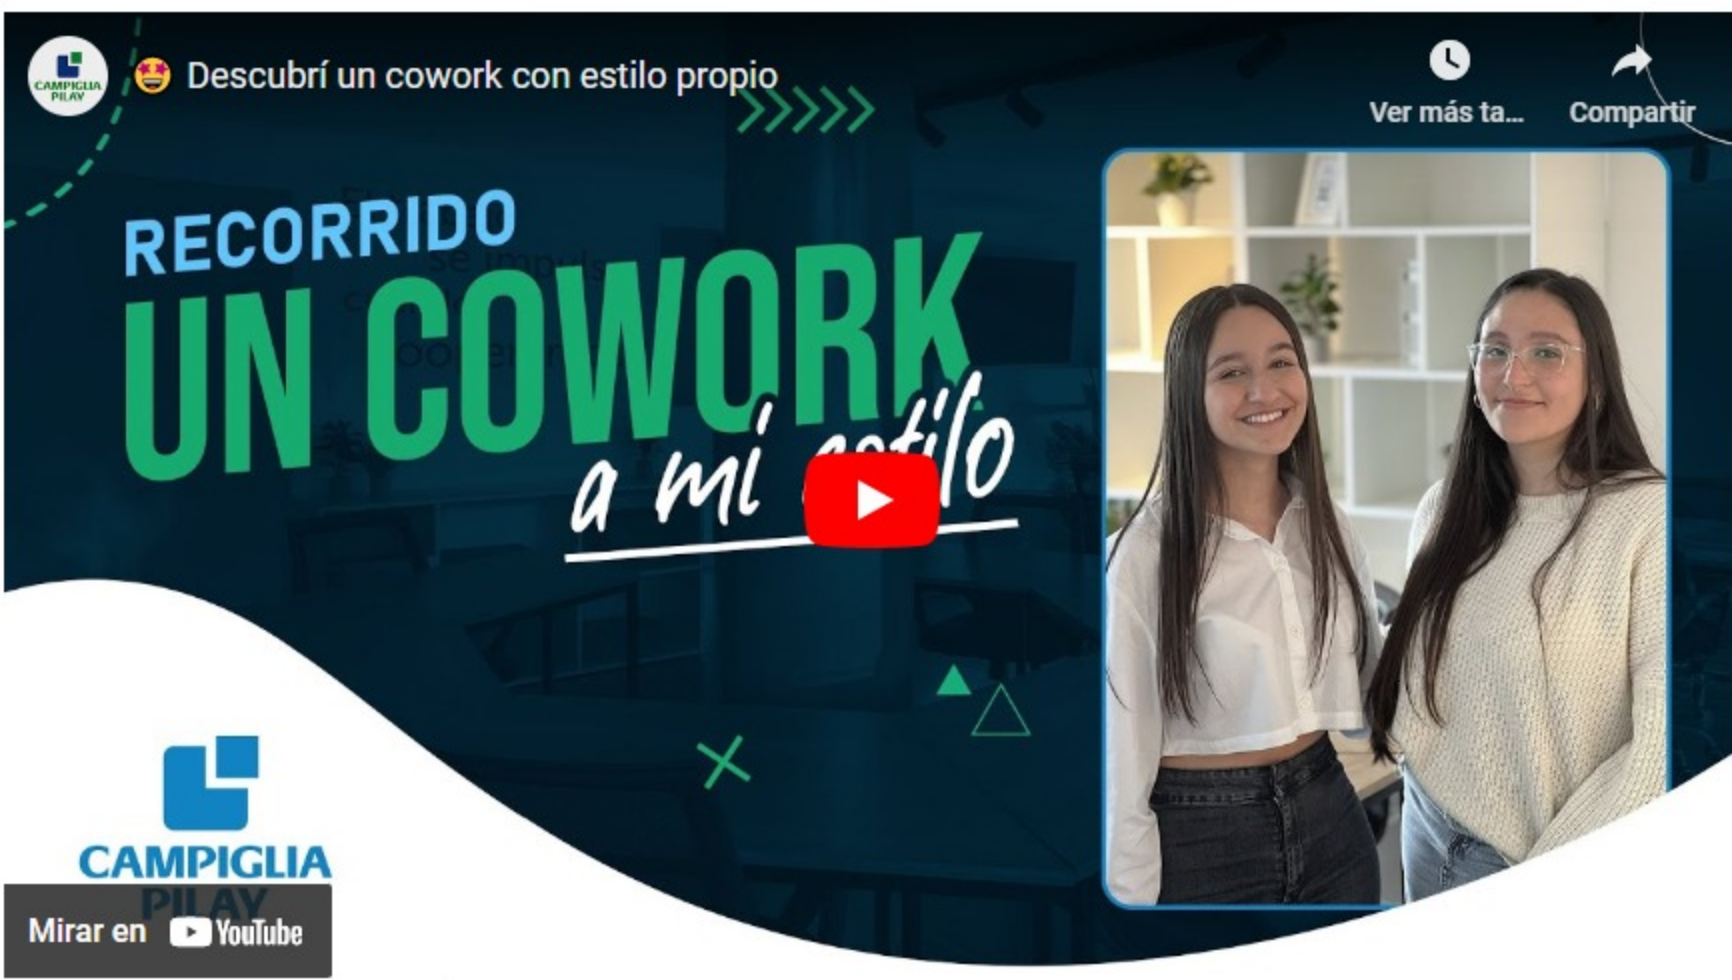 CAMPIGLIA
PILAY
🤩 Descubrí un cowork con estilo propio
Ver más ta...
Compartir
RECORRIDO
UN COWORK
a mi estilo
CAMPIGLIA
PILAY
Mirar en YouTube